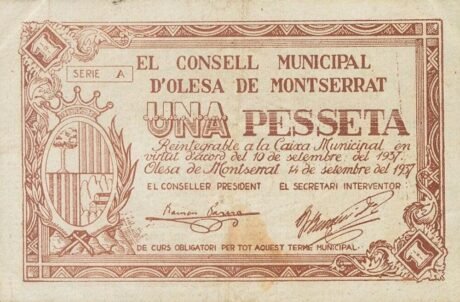 1
SERIE A
EL CONSELL MUNICIPAL
D'OLESA DE MONTSERRAT
UNA PESSETA
Reintegrable a la Caixa Municipal en
virtut d'acord del 10 de setembre del 1937.
Olesa de Montserrat 14 de setembre del 1937
EL CONSELLER PRESIDENT EL SECRETARI INTERVENTOR
DE CURS OBLIGATORI PER TOT AQUEST TERME MUNICIPAL
1